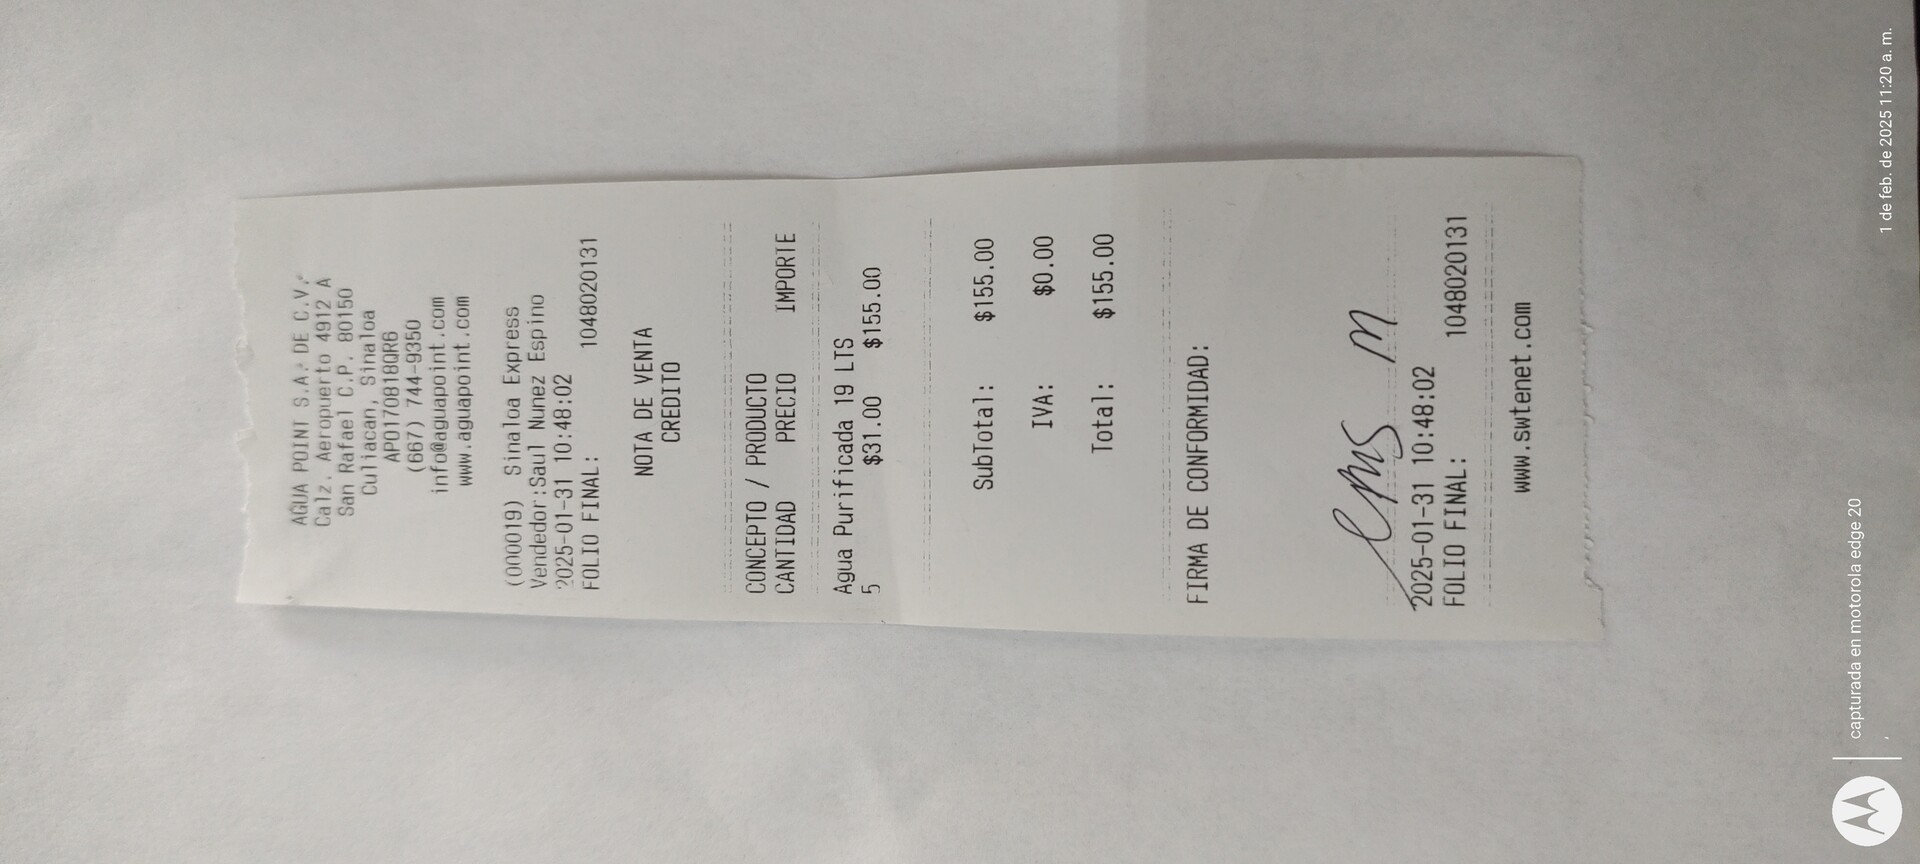 AGUA POINT S.A. DE C.V.
Calz. Aeropuerto 4912 A
San Rafael C.P. 80150
Culiacan, Sinaloa
APO170818QR6
(667) 744-9350
info@aguapoint.com
www.aguapoint.com
(000019) Sinaloa Express
Vendedor:Saul Nunez Espino
2025-01-31 10:48:02
FOLIO FINAL: 1048020131
NOTA DE VENTA
CREDITO
CONCEPTO / PRODUCTO
CANTIDAD PRECIO IMPORTE
Agua Purificada 19 LTS
5 $31.00 $155.00
SubTotal: $155.00
IVA: $0.00
Total: $155.00
FIRMA DE CONFORMIDAD:
2025-01-31 10:48:02
FOLIO FINAL: 1048020131
www.swtenet.com
capturada en motorola edge 20
1 de feb. de 2025 11:20 a. m.